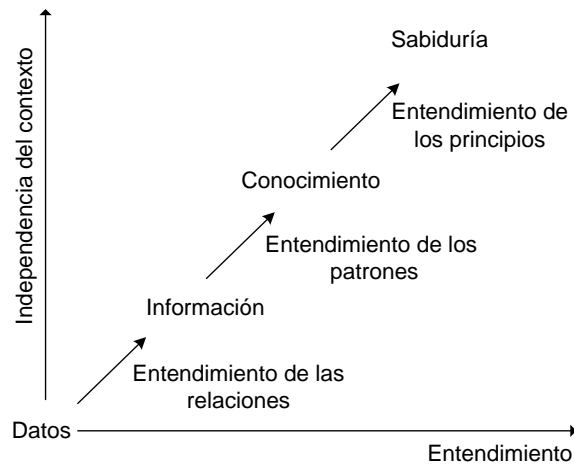 Sabiduría
Independencia del contexto
Entendimiento de
los principios
Conocimiento
Entendimiento de los
patrones
Información
Entendimiento de las
relaciones
Datos
Entendimiento